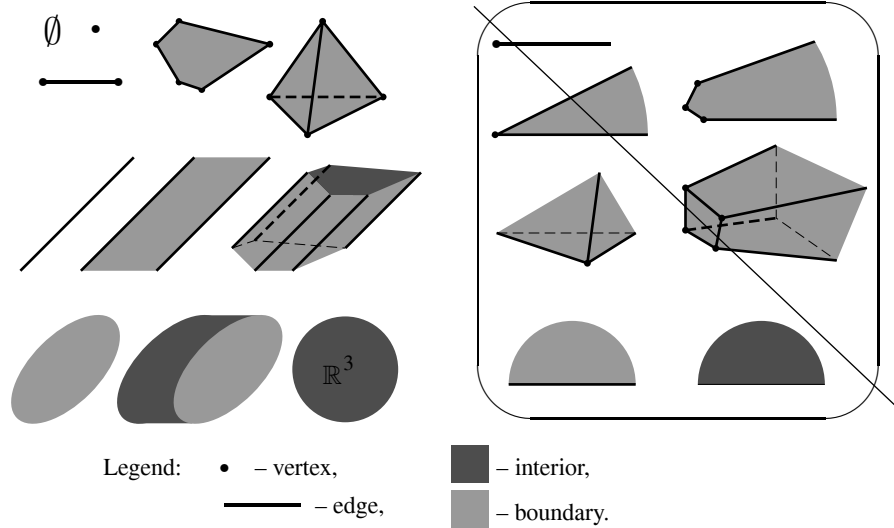 ∅
ℝ³
Legend: – vertex, – interior,
– edge, – boundary.